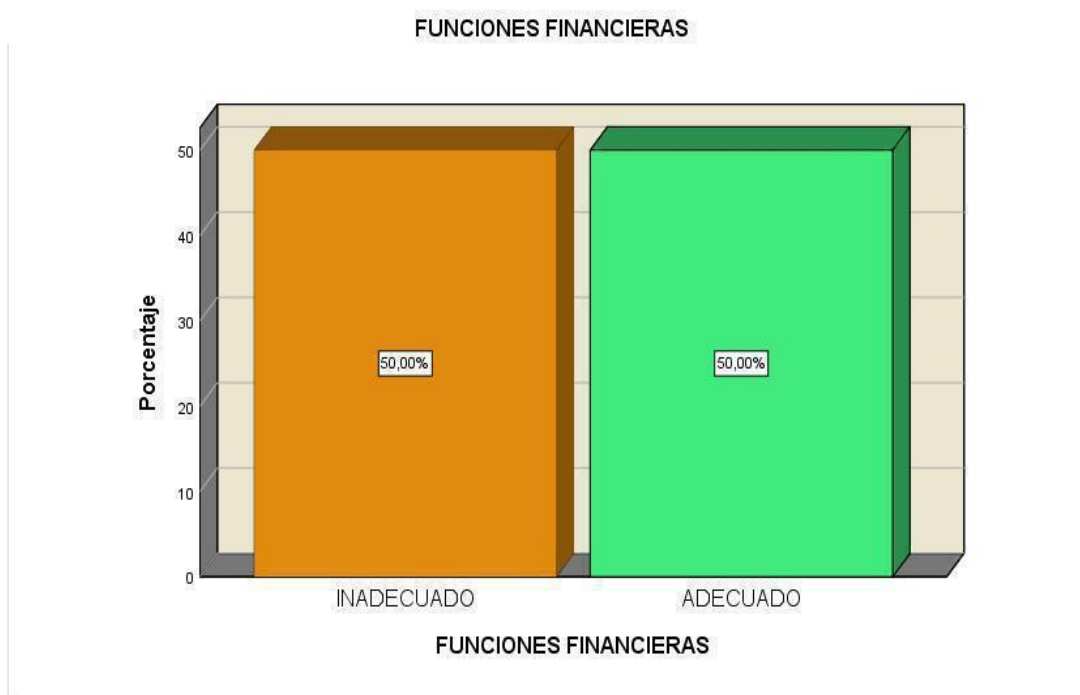 FUNCIONES FINANCIERAS
Porcentaje
50
40
30
20
10
0
50,00%
50,00%
INADECUADO
ADECUADO
FUNCIONES FINANCIERAS